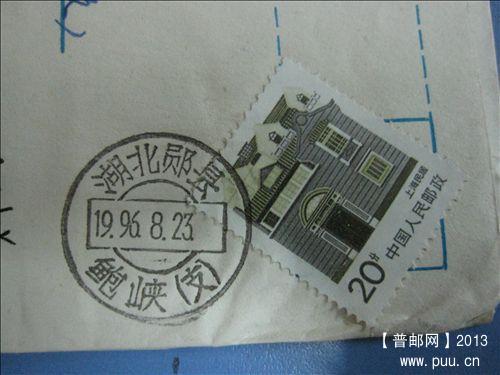 湖北郧县
19.96.8.23
鲍峡(支)
上海民居
中国人民邮政
20分
【普邮网】2013
www.puu.cn